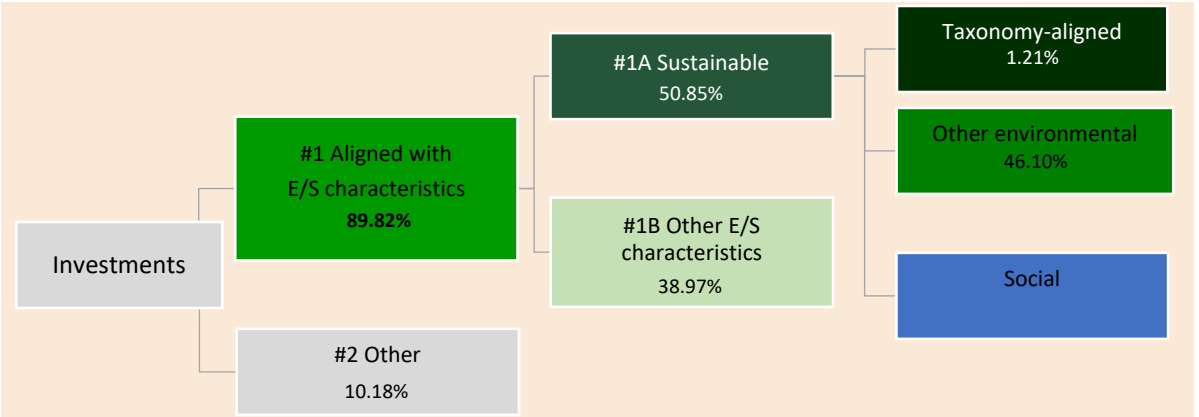 Investments
#1 Aligned with
E/S characteristics
89.82%
#2 Other
10.18%
#1A Sustainable
50.85%
#1B Other E/S
characteristics
38.97%
Taxonomy-aligned
1.21%
Other environmental
46.10%
Social